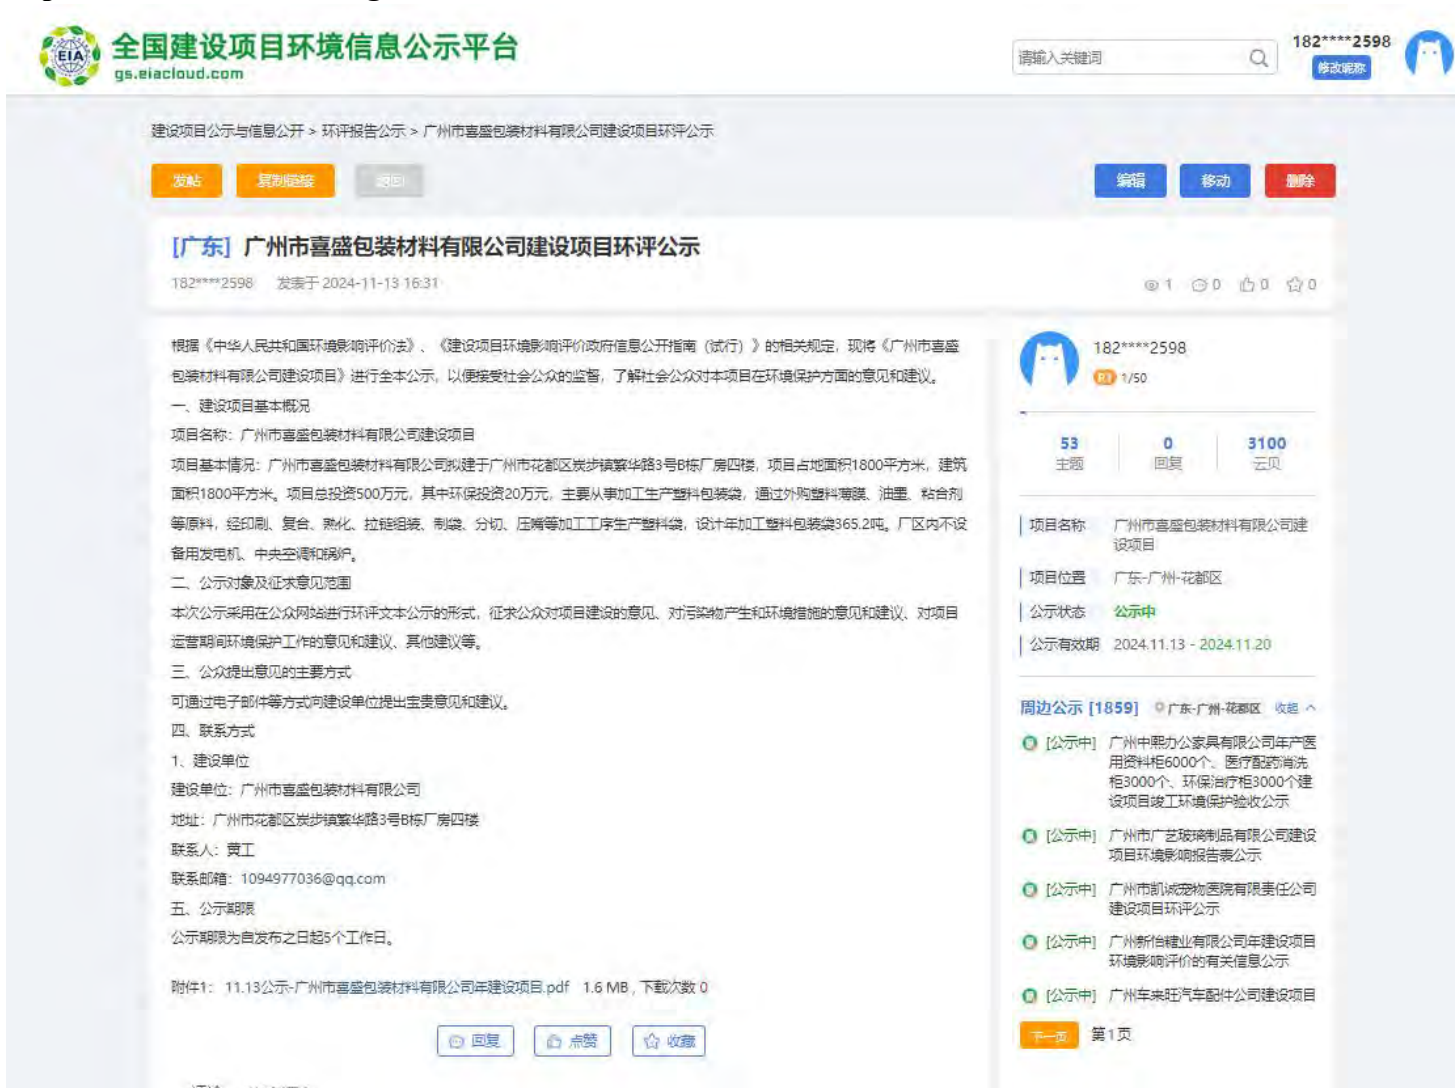 EIA
全国建设项目环境信息公示平台
gs.eiacloud.com
请输入关键词
182****2598
修改昵称
建设项目公示与信息公开 > 环评报告公示 > 广州市喜盛包装材料有限公司建设项目环评公示
发帖
复制链接
返回
编辑
移动
删除
[广东] 广州市喜盛包装材料有限公司建设项目环评公示
182****2598 发表于 2024-11-13 16:31
1 0 0 0
根据《中华人民共和国环境影响评价法》、《建设项目环境影响评价政府信息公开指南（试行）》的相关规定，现将《广州市喜盛
包装材料有限公司建设项目》进行全本公示，以便接受社会公众的监督，了解社会公众对本项目在环境保护方面的意见和建议。
一、建设项目基本概况
项目名称：广州市喜盛包装材料有限公司建设项目
项目基本情况：广州市喜盛包装材料有限公司拟建于广州市花都区炭步镇繁华路3号B栋厂房四楼，项目占地面积1800平方米，建筑
面积1800平方米。项目总投资500万元，其中环保投资20万元，主要从事加工生产塑料包装袋，通过外购塑料薄膜、油墨、粘合剂
等原料，经印刷、复合、熟化、拉链组装、制袋、分切、压嘴等加工工序生产塑料袋，设计年加工塑料包装袋365.2吨。厂区内不设
备用发电机、中央空调和锅炉。
二、公示对象及征求意见范围
本次公示采用在公众网站进行环评文本公示的形式，征求公众对项目建设的意见、对污染物产生和环境措施的意见和建议、对项目
运营期间环境保护工作的意见和建议、其他建议等。
三、公众提出意见的主要方式
可通过电子邮件等方式向建设单位提出宝贵意见和建议。
四、联系方式
1、建设单位
建设单位：广州市喜盛包装材料有限公司
地址：广州市花都区炭步镇繁华路3号B栋厂房四楼
联系人：黄工
联系邮箱：1094977036@qq.com
五、公示期限
公示期限为自发布之日起5个工作日。
附件1： 11.13公示-广州市喜盛包装材料有限公司年建设项目.pdf 1.6 MB , 下载次数 0
回复
点赞
收藏
182****2598
R1 1/50
53 0 3100
主题 回复 云贝
项目名称 广州市喜盛包装材料有限公司建
设项目
项目位置 广东-广州-花都区
公示状态 公示中
公示有效期 2024.11.13 - 2024.11.20
周边公示 [1859] 广东-广州-花都区 收起
[公示中] 广州中熙办公家具有限公司年产医
用资料柜6000个、医疗配药清洗
柜3000个、环保治疗柜3000个建
设项目竣工环境保护验收公示
[公示中] 广州市广艺玻璃制品有限公司建设
项目环境影响报告表公示
[公示中] 广州市凯诚宠物医院有限责任公司
建设项目环评公示
[公示中] 广州新怡糖业有限公司年建设项目
环境影响评价的有关信息公示
[公示中] 广州车来旺汽车配件公司建设项目
下一页 第1页